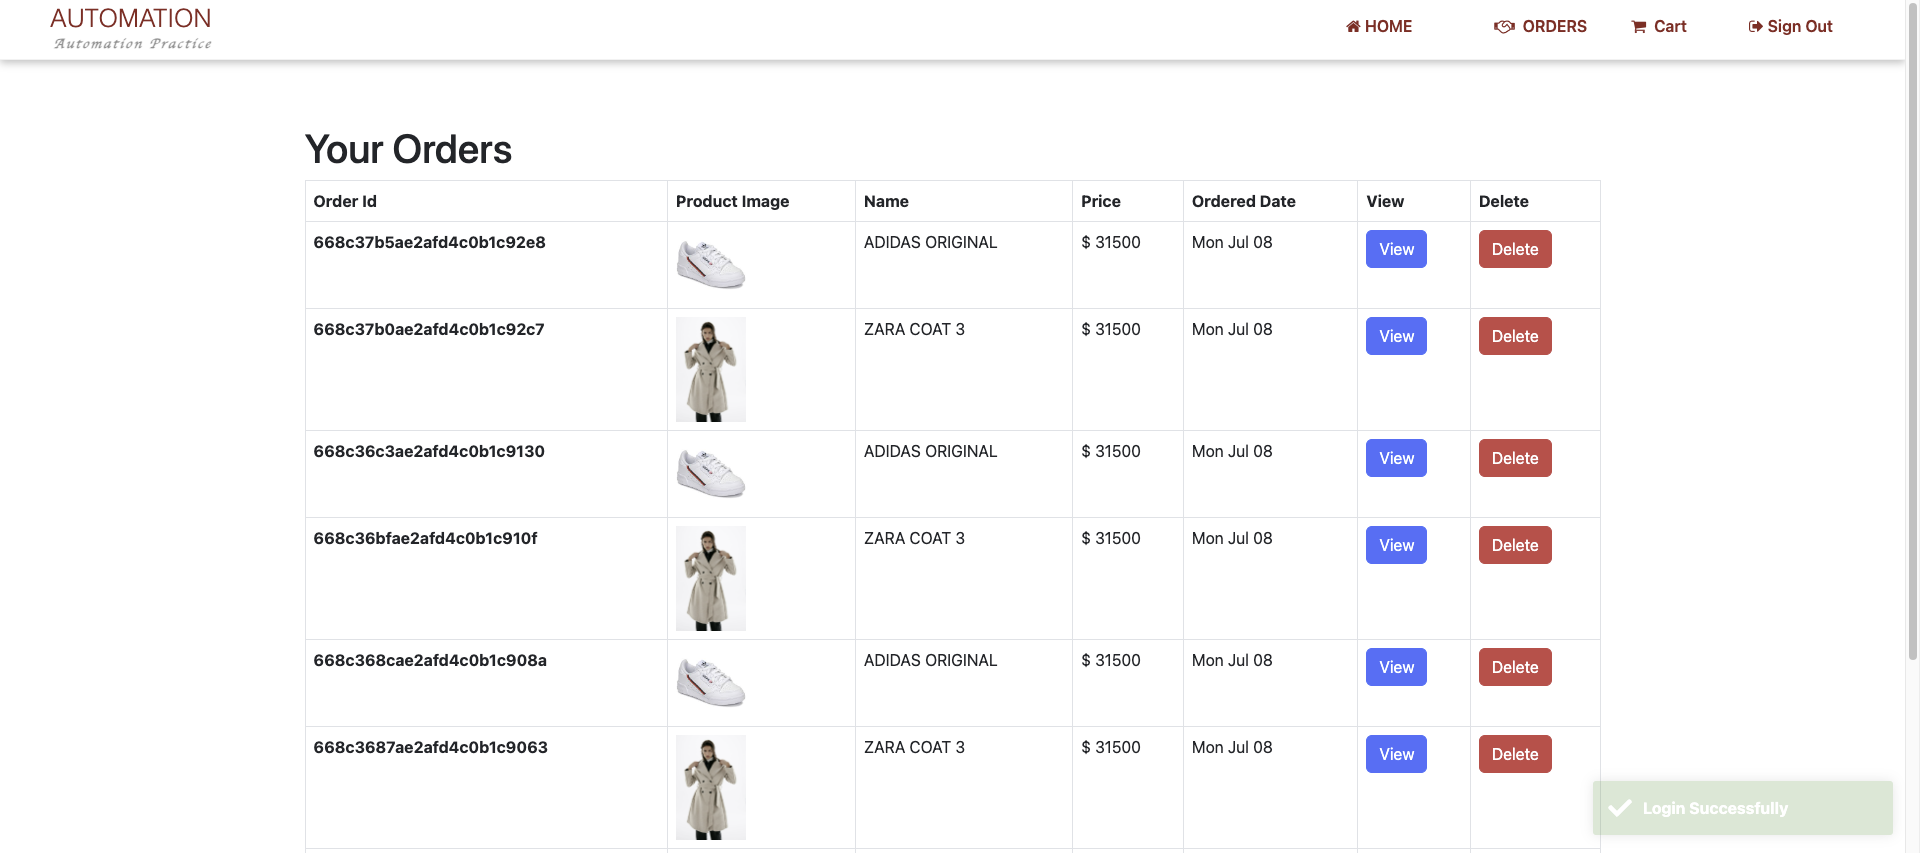 AUTOMATION
Automation Practice
HOME
ORDERS
Cart
Sign Out
Your Orders
Order Id Product Image Name Price Ordered Date View Delete
668c37b5ae2afd4c0b1c92e8 ADIDAS ORIGINAL $ 31500 Mon Jul 08 View Delete
668c37b0ae2afd4c0b1c92c7 ZARA COAT 3 $ 31500 Mon Jul 08 View Delete
668c36c3ae2afd4c0b1c9130 ADIDAS ORIGINAL $ 31500 Mon Jul 08 View Delete
668c36bfae2afd4c0b1c910f ZARA COAT 3 $ 31500 Mon Jul 08 View Delete
668c368cae2afd4c0b1c908a ADIDAS ORIGINAL $ 31500 Mon Jul 08 View Delete
668c3687ae2afd4c0b1c9063 ZARA COAT 3 $ 31500 Mon Jul 08 View Delete
Login Successfully